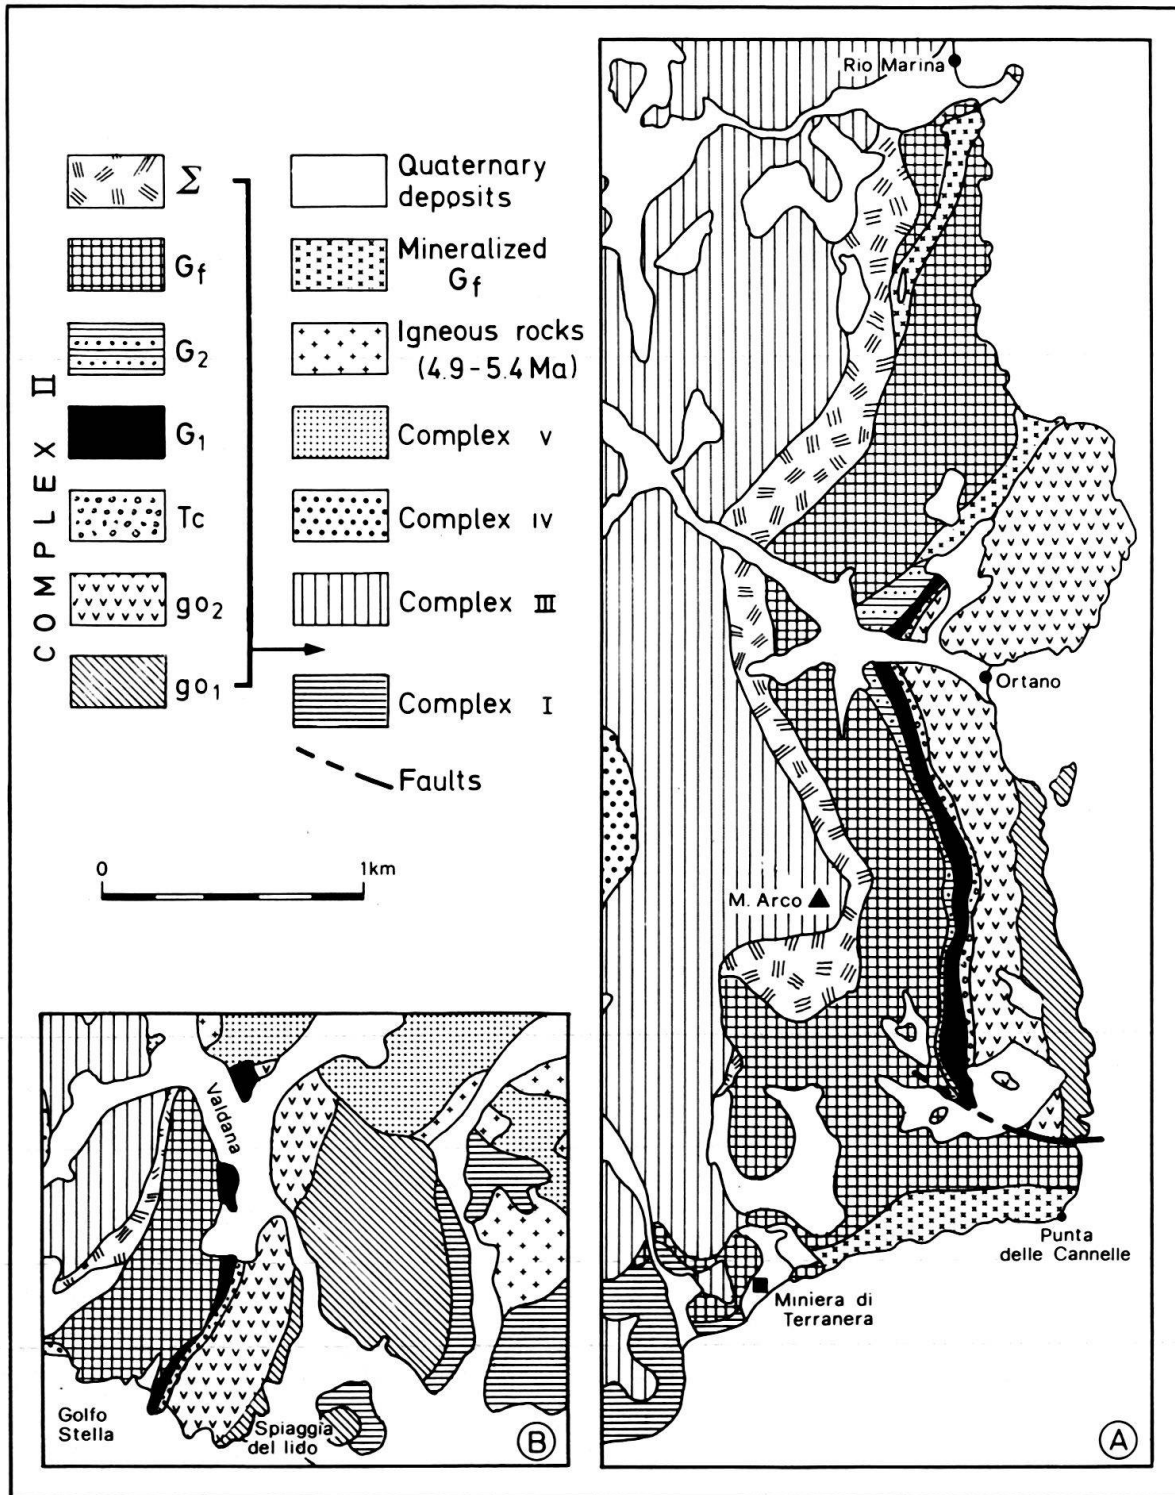 COMPLEX II
Σ
Gf
G2
G1
Tc
go2
go1
Quaternary
deposits
Mineralized
Gf
Igneous rocks
(4.9-5.4 Ma)
Complex V
Complex IV
Complex III
Complex I
Faults
0 1km
Rio Marina
Ortano
M. Arco
Punta
delle Cannelle
Miniera di
Terranera
A
Valdana
Golfo
Stella
Spiaggia
del lido
B